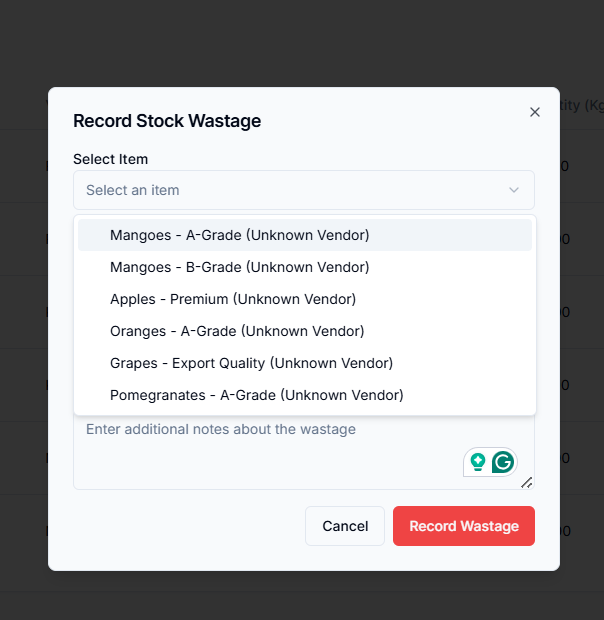 Record Stock Wastage
tity (Kg
Select Item
Select an item
Mangoes - A-Grade (Unknown Vendor)
Mangoes - B-Grade (Unknown Vendor)
Apples - Premium (Unknown Vendor)
Oranges - A-Grade (Unknown Vendor)
Grapes - Export Quality (Unknown Vendor)
Pomegranates - A-Grade (Unknown Vendor)
Enter additional notes about the wastage
Cancel
Record Wastage